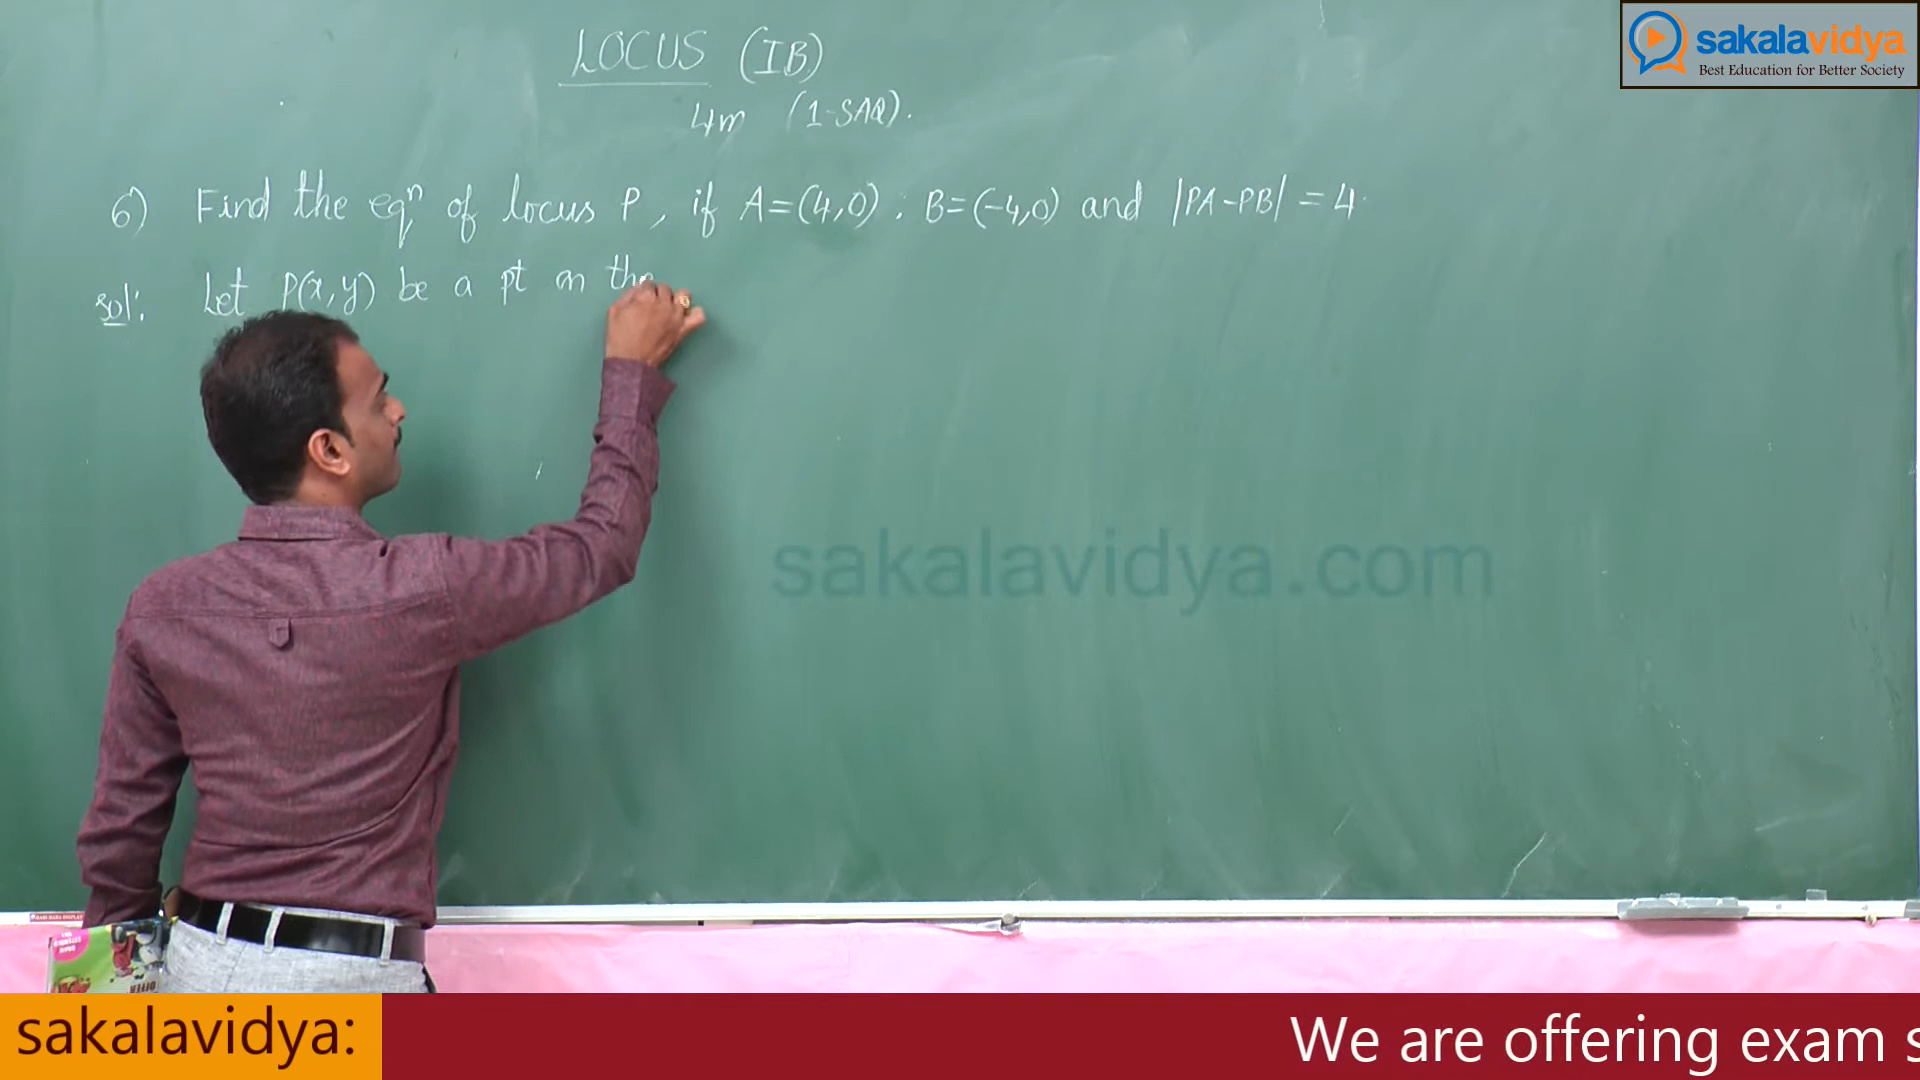 sakalavidya
Best Education for Better Society
LOCUS (IB)
4m (1-SAQ).
6) Find the eqⁿ of locus P, if A=(4,0), B=(-4,0) and |PA-PB| = 4.
sol: Let P(x,y) be a pt on the
sakalavidya.com
sakalavidya:
We are offering exam s